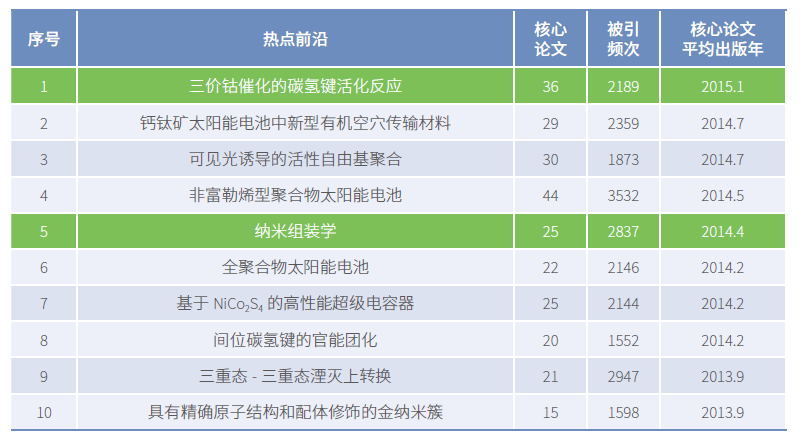 序号 热点前沿 核心论文 被引频次 核心论文平均出版年
1 三价钴催化的碳氢键活化反应 36 2189 2015.1
2 钙钛矿太阳能电池中新型有机空穴传输材料 29 2359 2014.7
3 可见光诱导的活性自由基聚合 30 1873 2014.7
4 非富勒烯型聚合物太阳能电池 44 3532 2014.5
5 纳米组装学 25 2837 2014.4
6 全聚合物太阳能电池 22 2146 2014.2
7 基于 NiCo₂S₄ 的高性能超级电容器 25 2144 2014.2
8 间位碳氢键的官能团化 20 1552 2014.2
9 三重态 - 三重态湮灭上转换 21 2947 2013.9
10 具有精确原子结构和配体修饰的金纳米簇 15 1598 2013.9